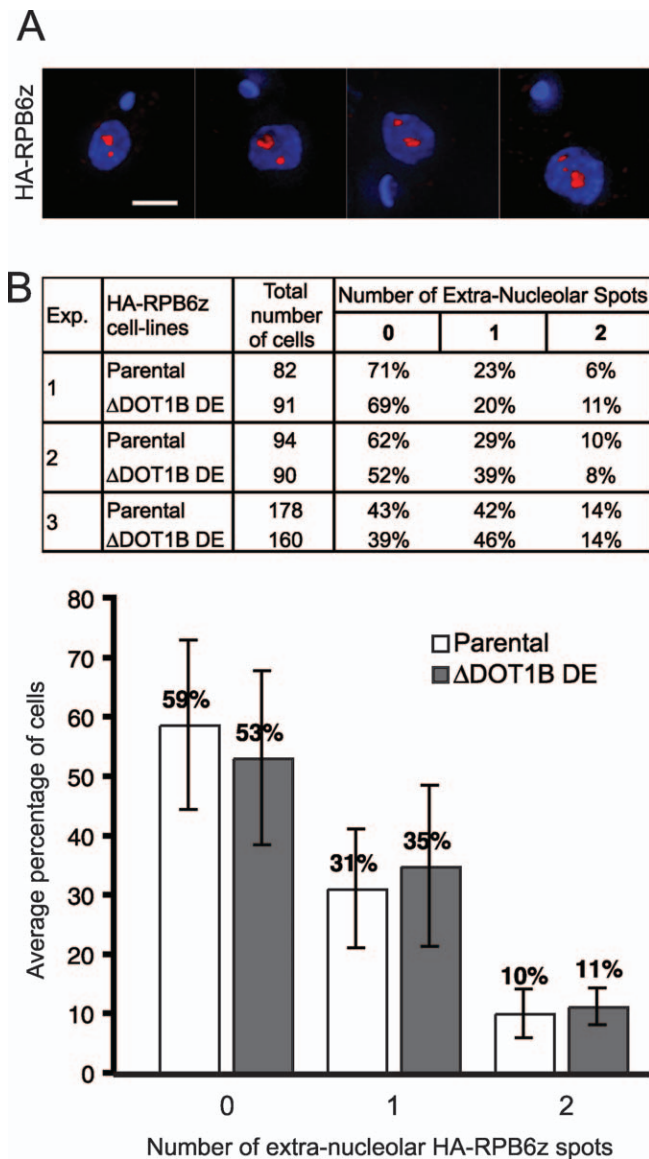 A
HA-RPB6z
B
Exp. HA-RPB6z cell-lines Total number of cells Number of Extra-Nucleolar Spots
0 1 2
1 Parental 82 71% 23% 6%
ΔDOT1B DE 91 69% 20% 11%
2 Parental 94 62% 29% 10%
ΔDOT1B DE 90 52% 39% 8%
3 Parental 178 43% 42% 14%
ΔDOT1B DE 160 39% 46% 14%
Average percentage of cells
80
70
60
50
40
30
20
10
0
Parental
ΔDOT1B DE
59% 53% 31% 35% 10% 11%
0 1 2
Number of extra-nucleolar HA-RPB6z spots